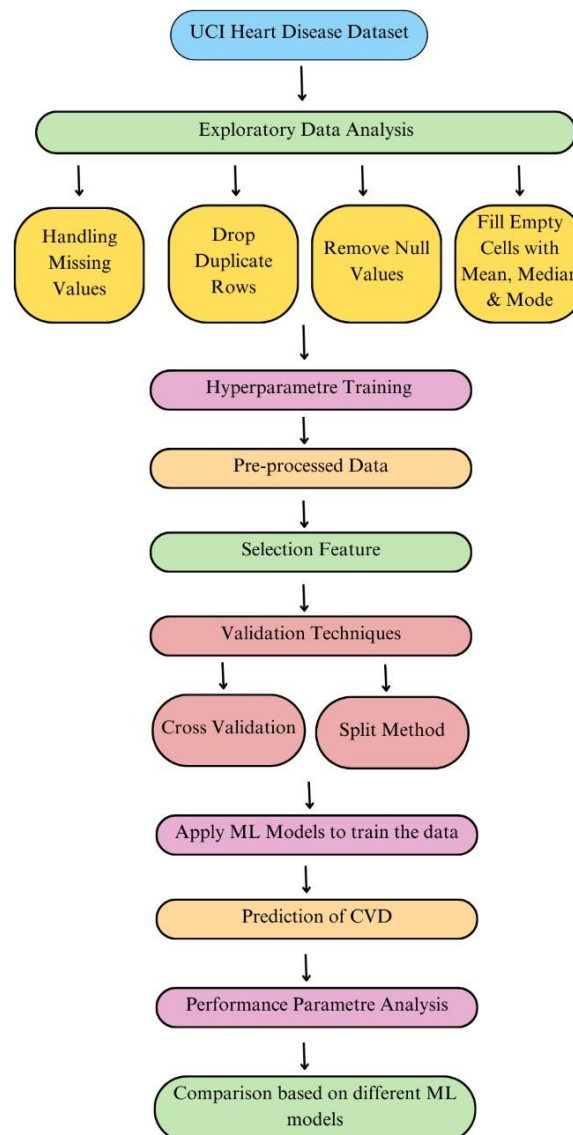 UCI Heart Disease Dataset
Exploratory Data Analysis
Handling
Missing
Values
Drop
Duplicate
Rows
Remove Null
Values
Fill Empty
Cells with
Mean, Median
& Mode
Hyperparametre Training
Pre-processed Data
Selection Feature
Validation Techniques
Cross Validation
Split Method
Apply ML Models to train the data
Prediction of CVD
Performance Parametre Analysis
Comparison based on different ML
models